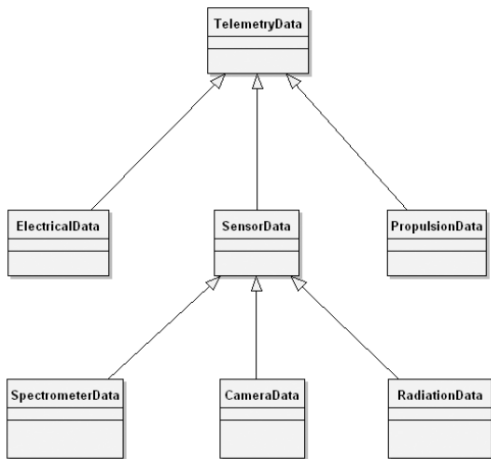 TelemetryData
ElectricalData
SensorData
PropulsionData
SpectrometerData
CameraData
RadiationData